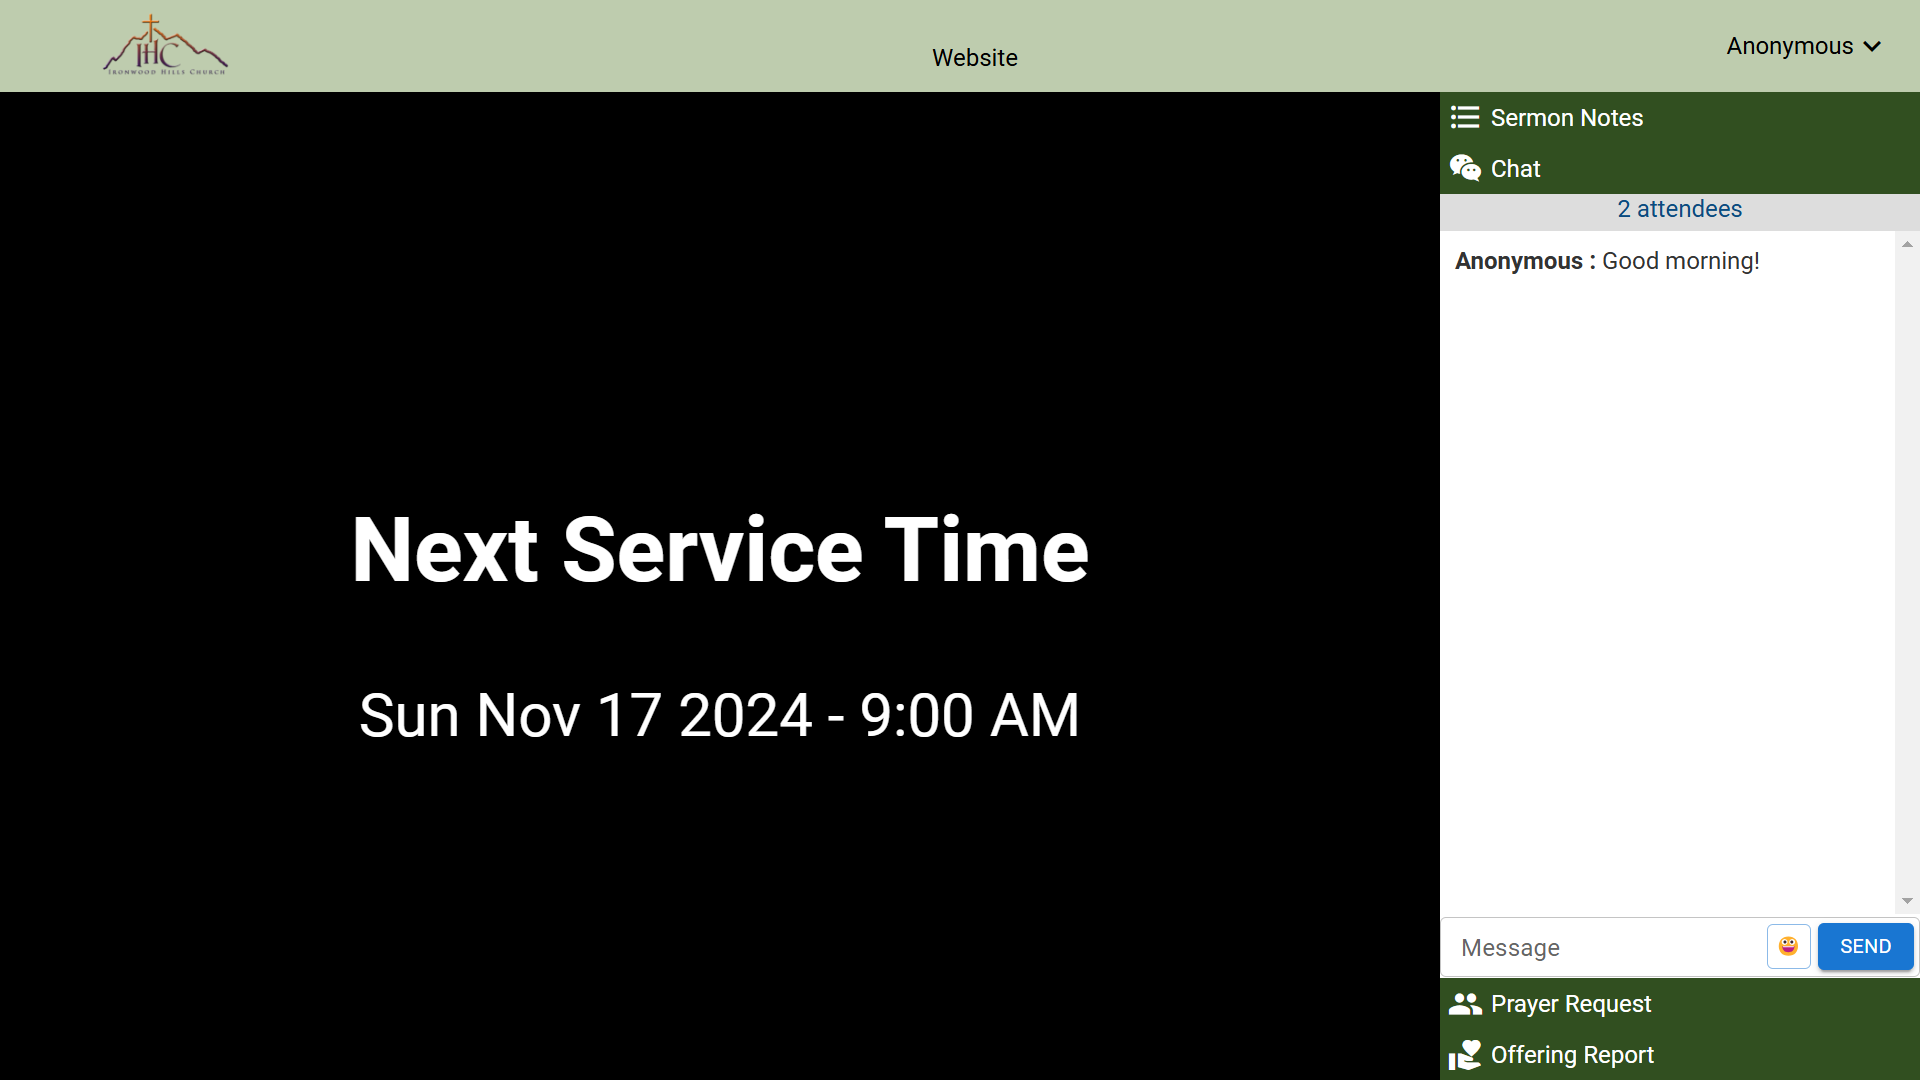 IHC
IRONWOOD HILLS CHURCH
Website
Anonymous
Sermon Notes
Chat
2 attendees
Anonymous : Good morning!
Next Service Time
Sun Nov 17 2024 - 9:00 AM
Message
SEND
Prayer Request
Offering Report